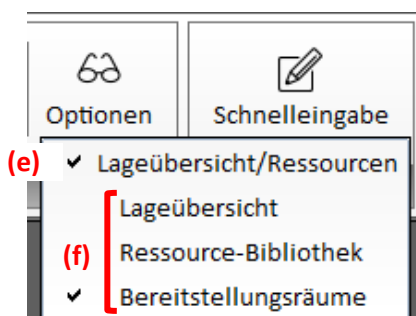 Optionen Schnelleingabe
(e) ✔ Lageübersicht/Ressourcen
Lageübersicht
(f) Ressource-Bibliothek
✔ Bereitstellungsräume